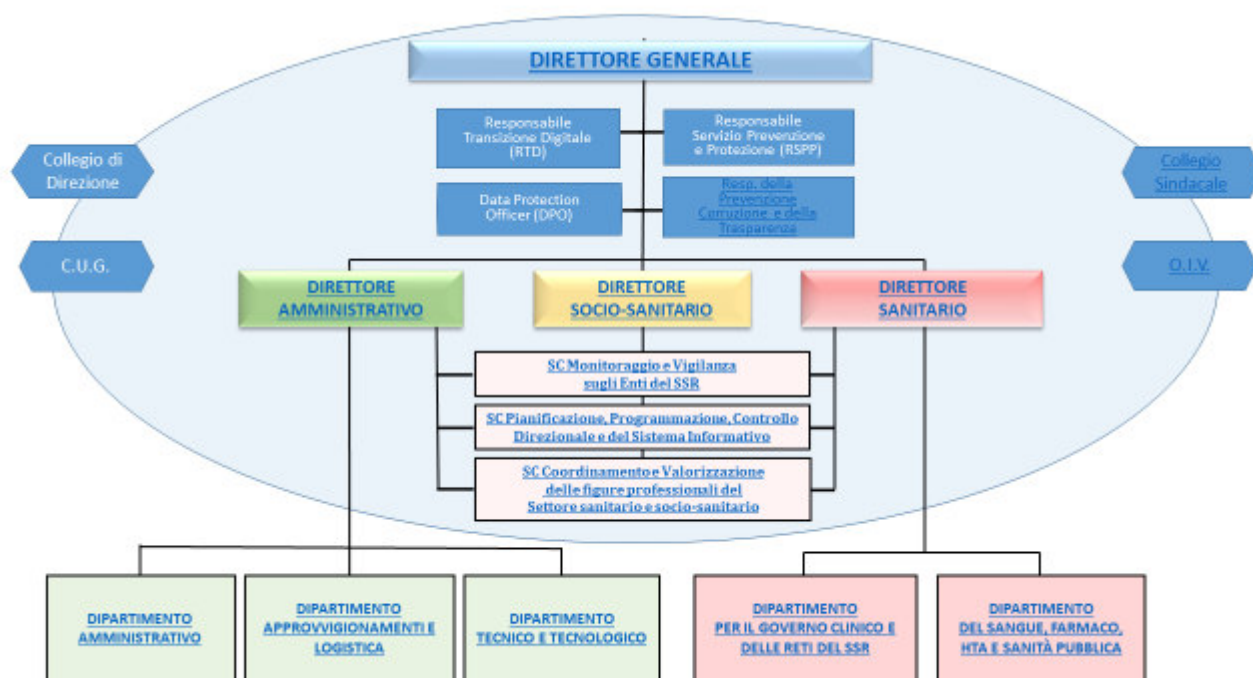 DIRETTORE GENERALE
Responsabile
Transizione Digitale
(RTD)
Responsabile
Servizio Prevenzione
e Protezione (RSPP)
Collegio di
Direzione
Collegio
Sindacale
Data Protection
Officer (DPO)
Resp. della
Prevenzione
Corruzione e della
Trasparenza
C.U.G.
O.I.V.
DIRETTORE
AMMINISTRATIVO
DIRETTORE
SOCIO-SANITARIO
DIRETTORE
SANITARIO
SC Monitoraggio e Vigilanza
sugli Enti del SSR
SC Pianificazione, Programmazione, Controllo
Direzionale e del Sistema Informativo
SC Coordinamento e Valorizzazione
delle figure professionali del
Settore sanitario e socio-sanitario
DIPARTIMENTO
AMMINISTRATIVO
DIPARTIMENTO
APPROVVIGIONAMENTI E
LOGISTICA
DIPARTIMENTO
TECNICO E TECNOLOGICO
DIPARTIMENTO
PER IL GOVERNO CLINICO E
DELLE RETI DEL SSR
DIPARTIMENTO
DEL SANGUE, FARMACO,
HTA E SANITÀ PUBBLICA